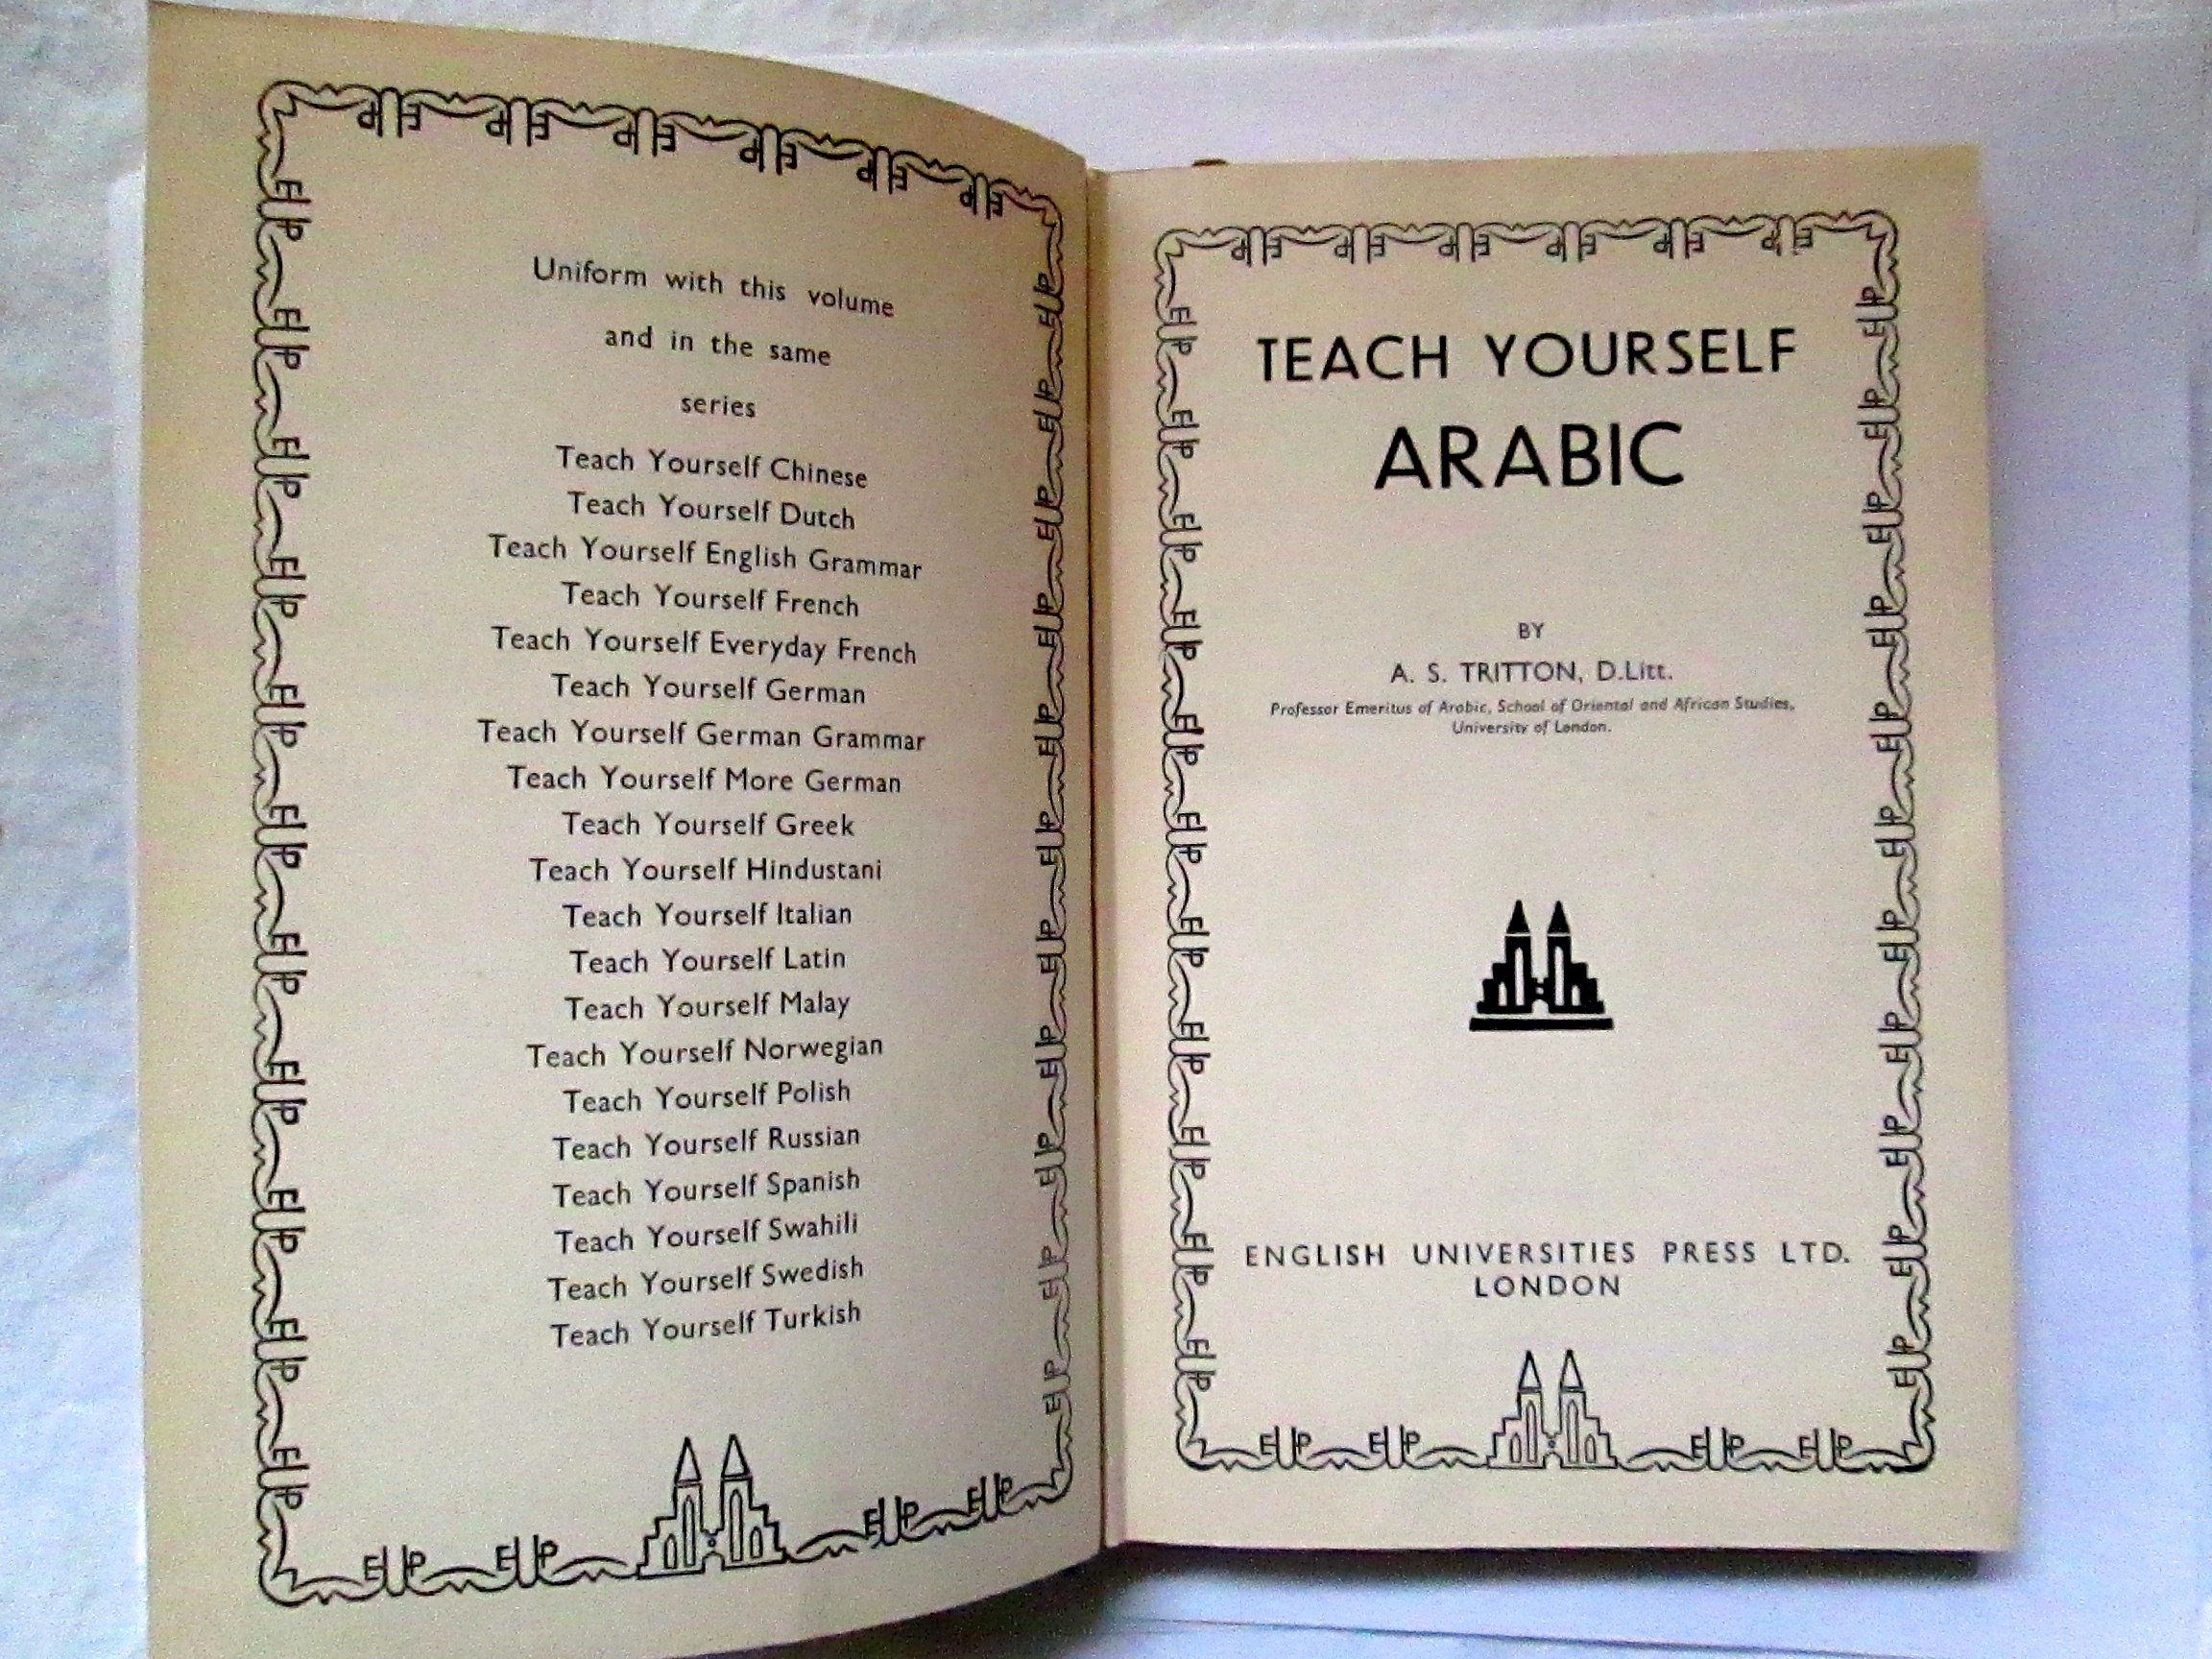 Uniform with this volume
and in the same
series
Teach Yourself Chinese
Teach Yourself Dutch
Teach Yourself English Grammar
Teach Yourself French
Teach Yourself Everyday French
Teach Yourself German
Teach Yourself German Grammar
Teach Yourself More German
Teach Yourself Greek
Teach Yourself Hindustani
Teach Yourself Italian
Teach Yourself Latin
Teach Yourself Malay
Teach Yourself Norwegian
Teach Yourself Polish
Teach Yourself Russian
Teach Yourself Spanish
Teach Yourself Swahili
Teach Yourself Swedish
Teach Yourself Turkish
TEACH YOURSELF
ARABIC
BY
A. S. TRITTON, D.Litt.
Professor Emeritus of Arabic, School of Oriental and African Studies,
University of London.
ENGLISH UNIVERSITIES PRESS LTD.
LONDON